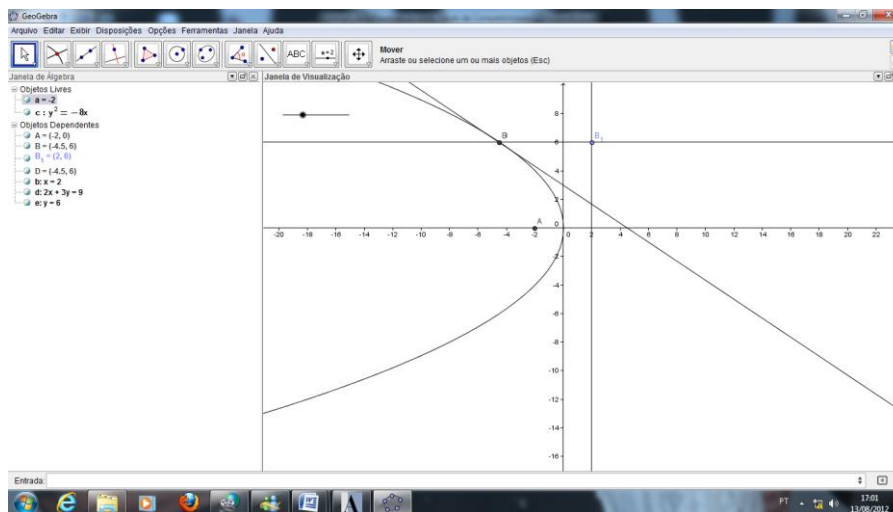 GeoGebra
Arquivo Editar Exibir Disposições Opções Ferramentas Janela Ajuda
ABC a=2 Mover
Arraste ou selecione um ou mais objetos (Esc)
Janela de Álgebra
Janela de Visualização
Objetos Livres
a = -2
c : y² = -8x
Objetos Dependentes
A = (-2, 0)
B = (-4.5, 6)
B₁ = (2, 6)
D = (-4.5, 6)
b: x = 2
d: 2x + 3y = 9
e: y = 6
8
6
4
2
0
-2
-4
-6
-8
-10
-12
-14
-16
-20 -18 -16 -14 -12 -10 -8 -6 -4 -2 0 2 4 6 8 10 12 14 16 18 20 22
A
Entrada:
PT
17:01
13/08/2012